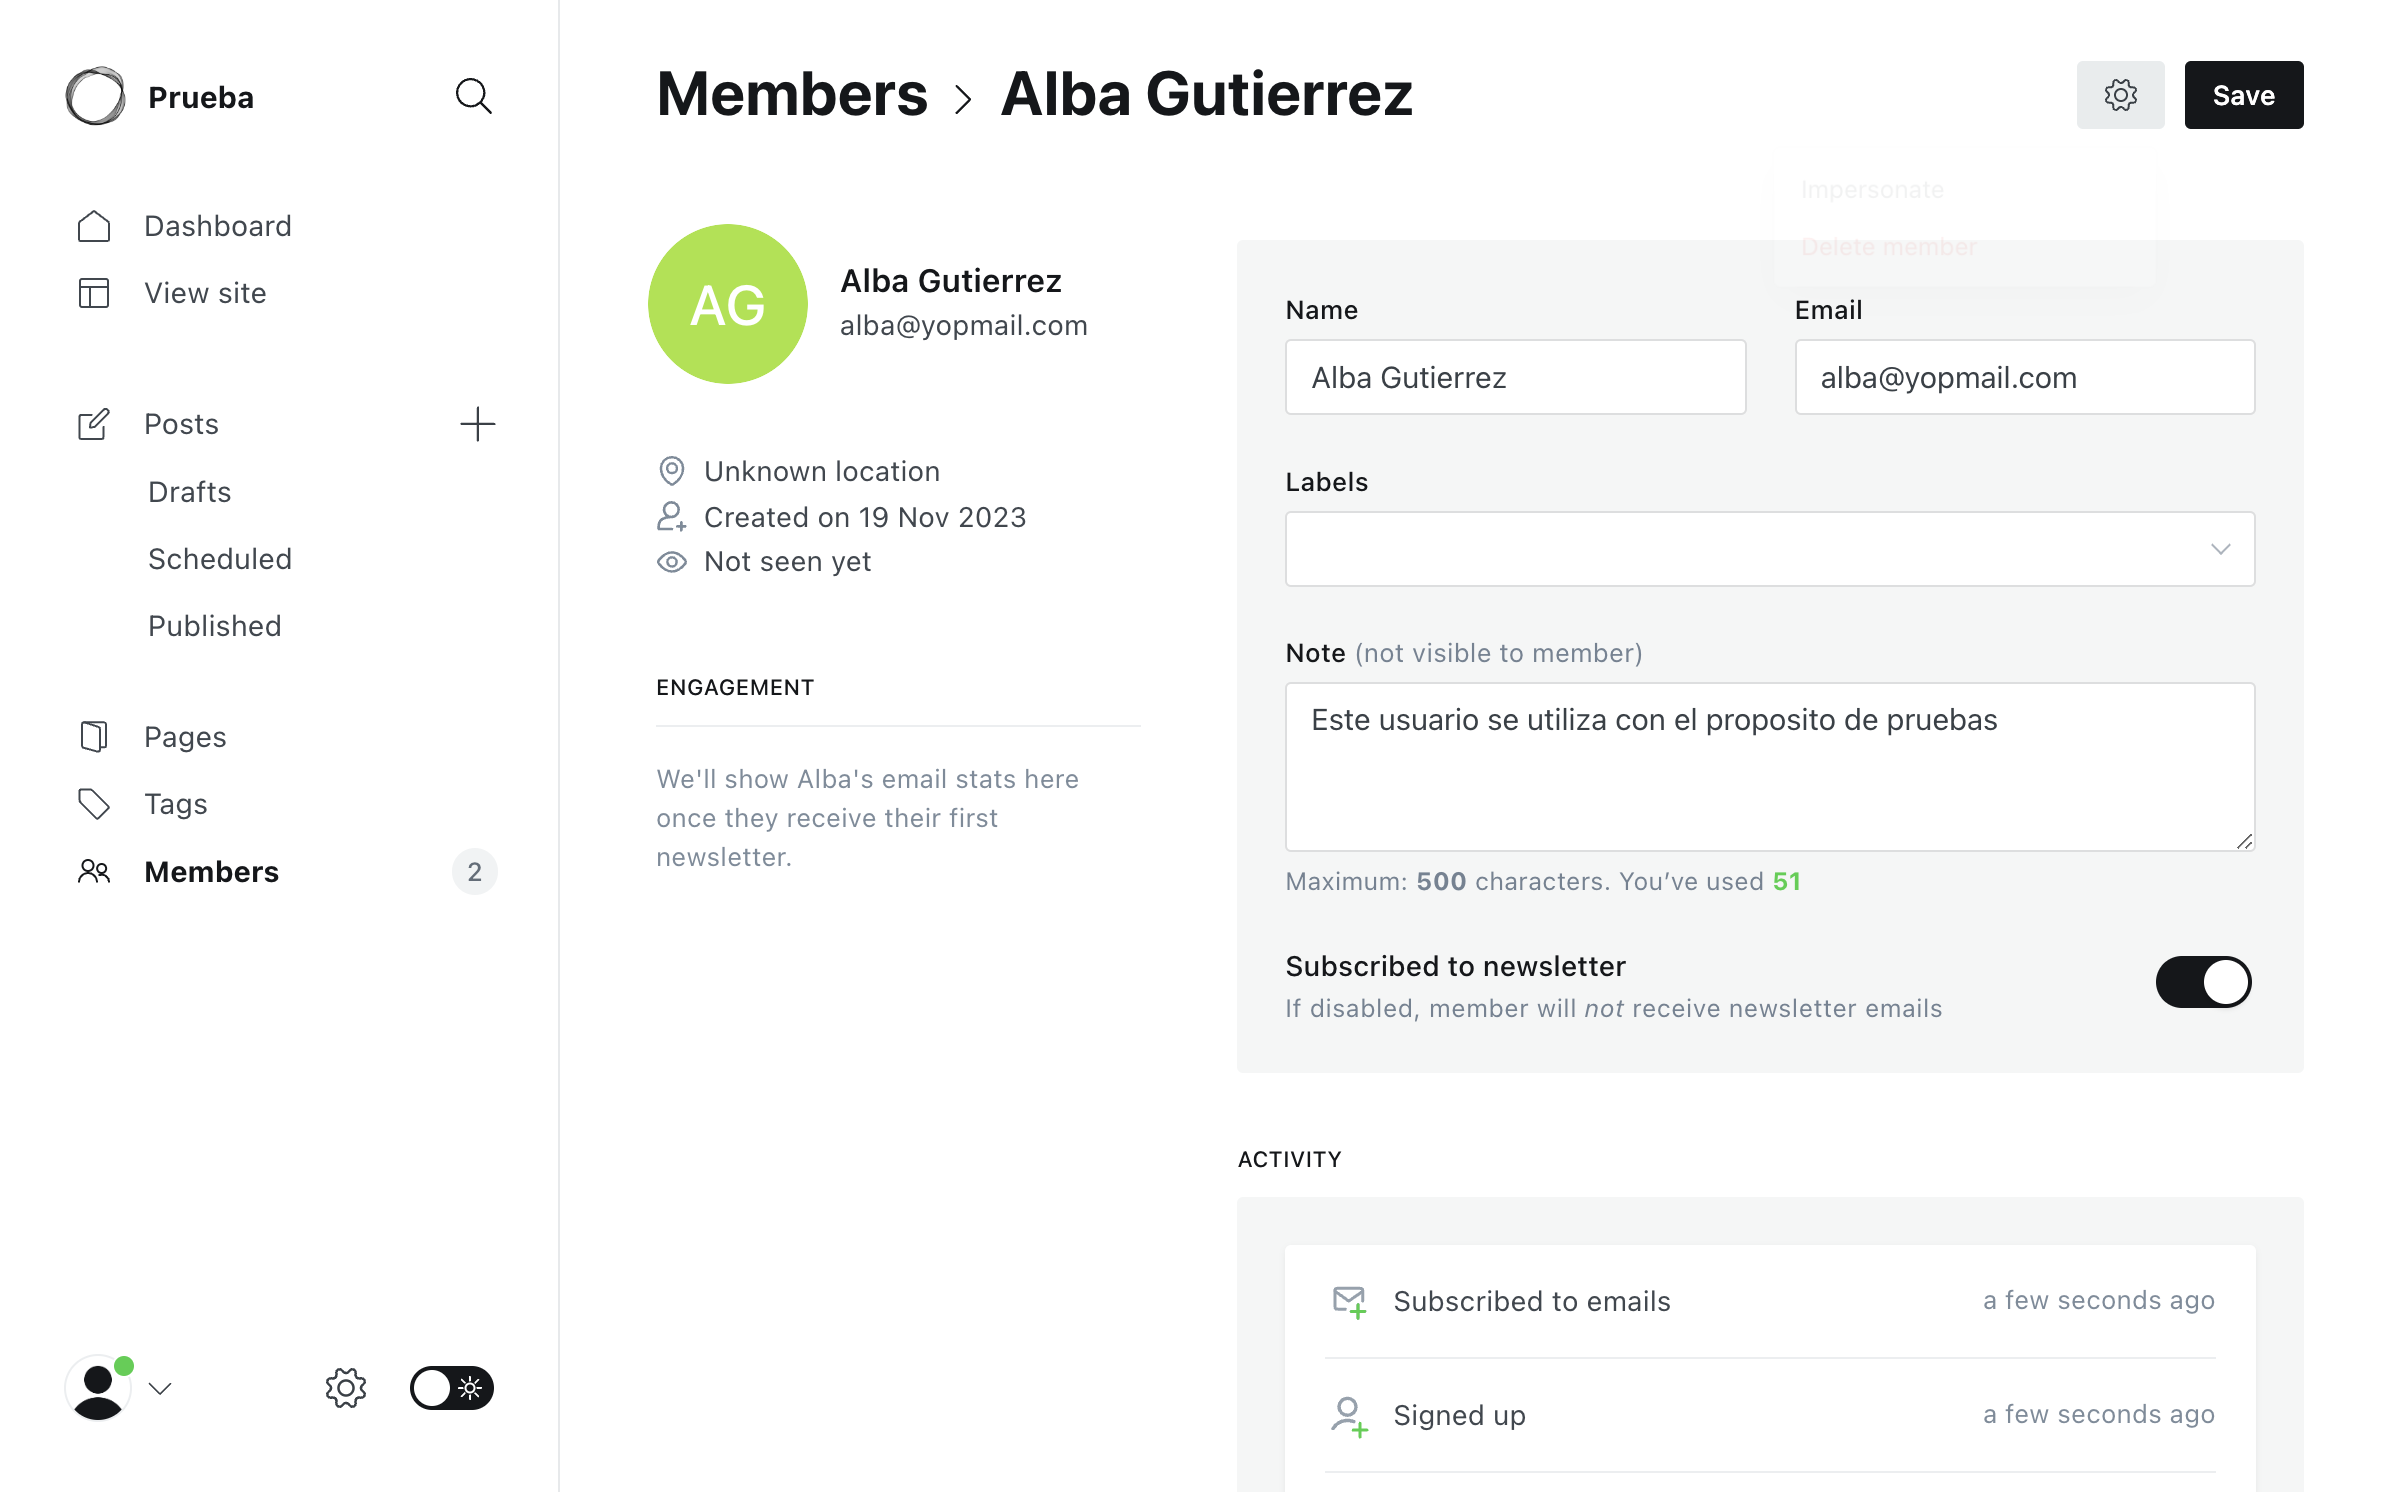 Prueba
Dashboard
View site
Posts
Drafts
Scheduled
Published
Pages
Tags
Members 2
Members > Alba Gutierrez
Save
Impersonate
Delete member
AG
Alba Gutierrez
alba@yopmail.com
Unknown location
Created on 19 Nov 2023
Not seen yet
ENGAGEMENT
We'll show Alba's email stats here
once they receive their first
newsletter.
Name
Alba Gutierrez
Email
alba@yopmail.com
Labels
Note (not visible to member)
Este usuario se utiliza con el proposito de pruebas
Maximum: 500 characters. You’ve used 51
Subscribed to newsletter
If disabled, member will not receive newsletter emails
ACTIVITY
Subscribed to emails a few seconds ago
Signed up a few seconds ago